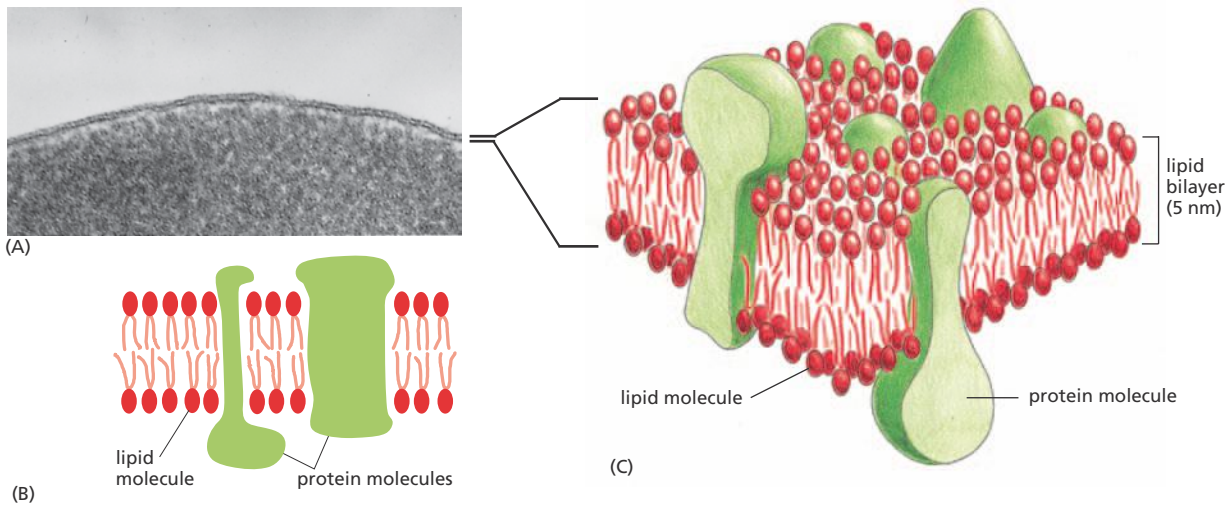 (A)
lipid
bilayer
(5 nm)
lipid molecule
protein molecule
(C)
lipid
molecule
protein molecules
(B)